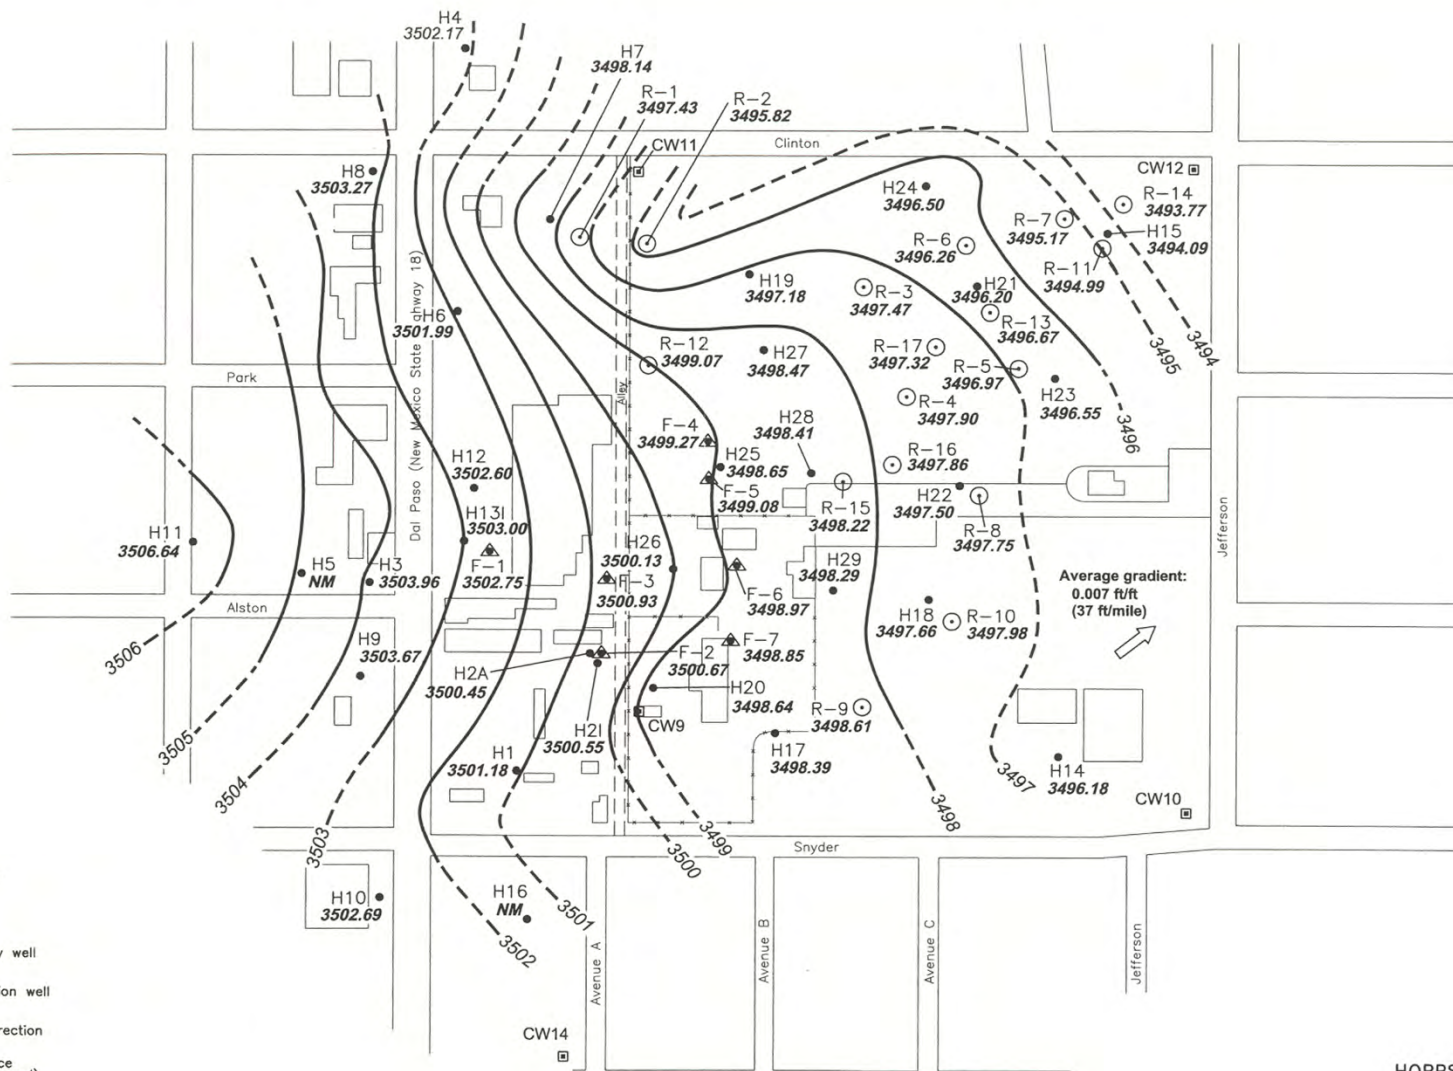 H4
3502.17
H7
3498.14
R-1
3497.43
R-2
3495.82
CW11
Clinton
CW12
H8
3503.27
H24
3496.50
R-14
3493.77
R-7
3495.17
H15
3494.09
R-6
3496.26
R-11
3494.99
H19
3497.18
R-3
3497.47
H21
3496.20
R-13
3496.67
H6
3501.99
Dal Paso (New Mexico State Highway 18)
R-12
3499.07
H27
3498.47
R-17
3497.32
R-5
3496.97
3494
3495
Park
Alley
H23
3496.55
R-4
3497.90
3496
F-4
3499.27
H28
3498.41
H25
3498.65
R-16
3497.86
H12
3502.60
F-5
3499.08
R-15
3498.22
H22
3497.50
R-8
3497.75
H13I
3503.00
H11
3506.64
F-1
3502.75
H26
3500.13
Jefferson
H5
NM
H3
3503.96
F-3
3500.93
F-6
3498.97
H29
3498.29
Average gradient:
0.007 ft/ft
(37 ft/mile)
Alston
H18
3497.66
R-10
3497.98
H9
3503.67
3506
H2A
3500.45
F-2
3500.67
F-7
3498.85
H20
3498.64
R-9
3498.61
CW9
H2I
3500.55
3505
H1
3501.18
H17
3498.39
H14
3496.18
3504
3497
3498
CW10
3503
3499
3500
Snyder
H10
3502.69
H16
NM
3501
3502
Avenue A
Avenue B
Avenue C
Jefferson
well
ion well
rection
ce
CW14
HOBBS